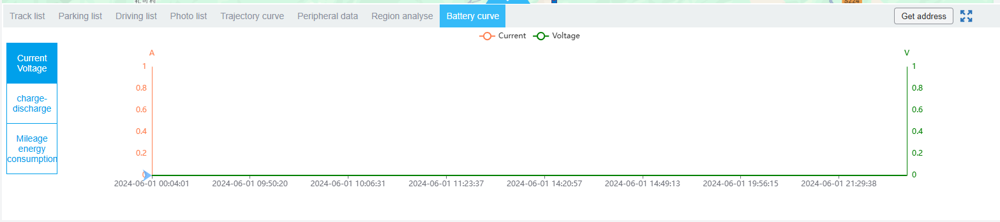 S224
Track list Parking list Driving list Photo list Trajectory curve Peripheral data Region analyse Battery curve Get address
Current Voltage
Current
Voltage
charge-
discharge
Mileage
energy
consumption
A
1
0.8
0.6
0.4
0.2
0
V
1
0.8
0.6
0.4
0.2
0
2024-06-01 00:04:01 2024-06-01 09:50:20 2024-06-01 10:06:31 2024-06-01 11:23:37 2024-06-01 14:20:57 2024-06-01 14:49:13 2024-06-01 19:56:15 2024-06-01 21:29:38